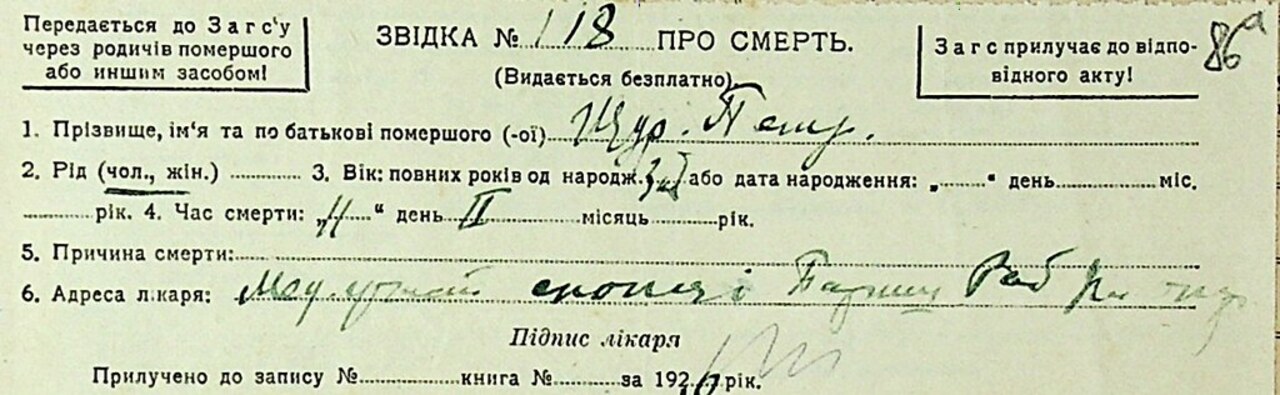 Передається до Загс'у
через родичів помершого
або иншим засобом!
ЗВІДКА № 118 ПРО СМЕРТЬ.
(Видається безплатно)
Загс прилучає до відпо-
відного акту!
86а
1. Прізвище, ім'я та по батькові помершого (-ої) Щур. Петр.
2. Рід (чол., жін.) 3. Вік: повних років од народж. або дата народження: „ “ день міс.
рік. 4. Час смерти: „11“ день II місяць рік.
5. Причина смерти:
6. Адреса лікаря:
Підпис лікаря
Прилучено до запису № книга № за 192 рік.